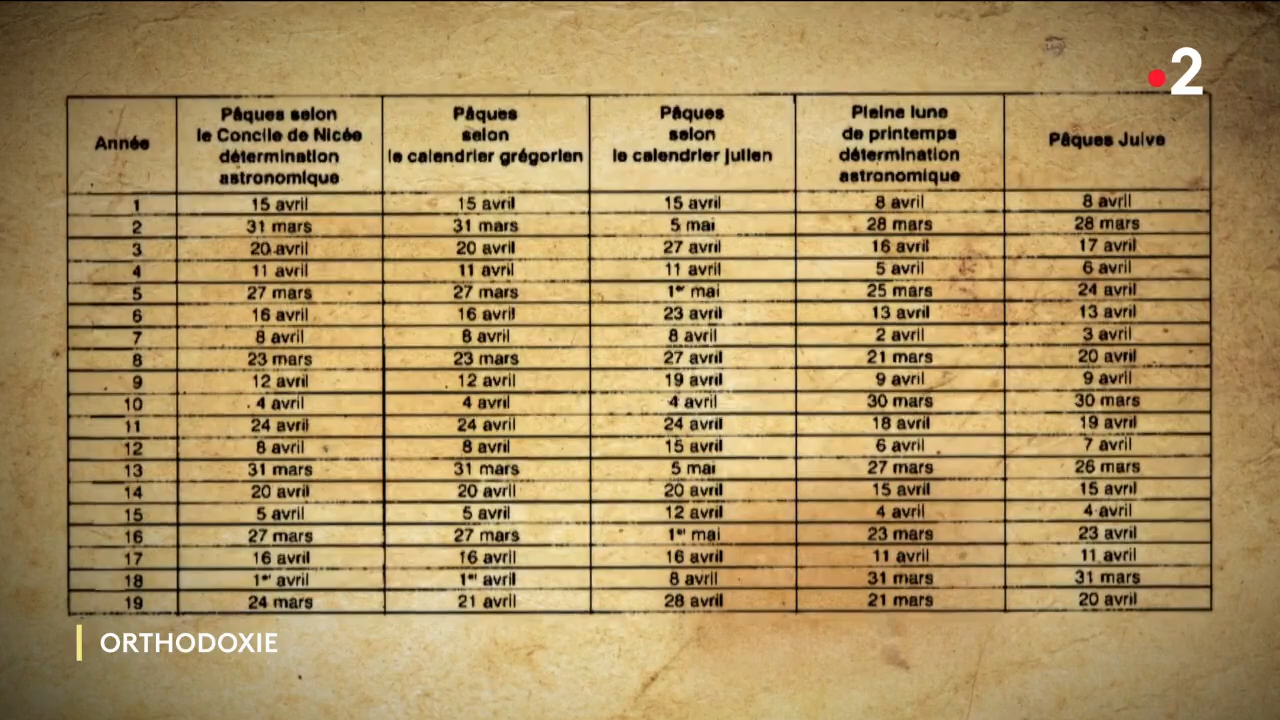 2
Année
Pâques selon
le Concile de Nicée
détermination
astronomique
Pâques
selon
le calendrier grégorien
Pâques
selon
le calendrier julien
Pleine lune
de printemps
détermination
astronomique
Pâques Juive
1 15 avril 15 avril 15 avril 8 avril 8 avril
2 31 mars 31 mars 5 mai 28 mars 28 mars
3 20 avril 20 avril 27 avril 16 avril 17 avril
4 11 avril 11 avril 11 avril 5 avril 6 avril
5 27 mars 27 mars 1er mai 25 mars 24 avril
6 16 avril 16 avril 23 avril 13 avril 13 avril
7 8 avril 8 avril 8 avril 2 avril 3 avril
8 23 mars 23 mars 27 avril 21 mars 20 avril
9 12 avril 12 avril 19 avril 9 avril 9 avril
10 4 avril 4 avril 4 avril 30 mars 30 mars
11 24 avril 24 avril 24 avril 18 avril 19 avril
12 8 avril 8 avril 15 avril 6 avril 7 avril
13 31 mars 31 mars 5 mai 27 mars 26 mars
14 20 avril 20 avril 20 avril 15 avril 15 avril
15 5 avril 5 avril 12 avril 4 avril 4 avril
16 27 mars 27 mars 1er mai 23 mars 23 avril
17 16 avril 16 avril 16 avril 11 avril 11 avril
18 1er avril 1er avril 8 avril 31 mars 31 mars
19 24 mars 21 avril 28 avril 21 mars 20 avril
ORTHODOXIE